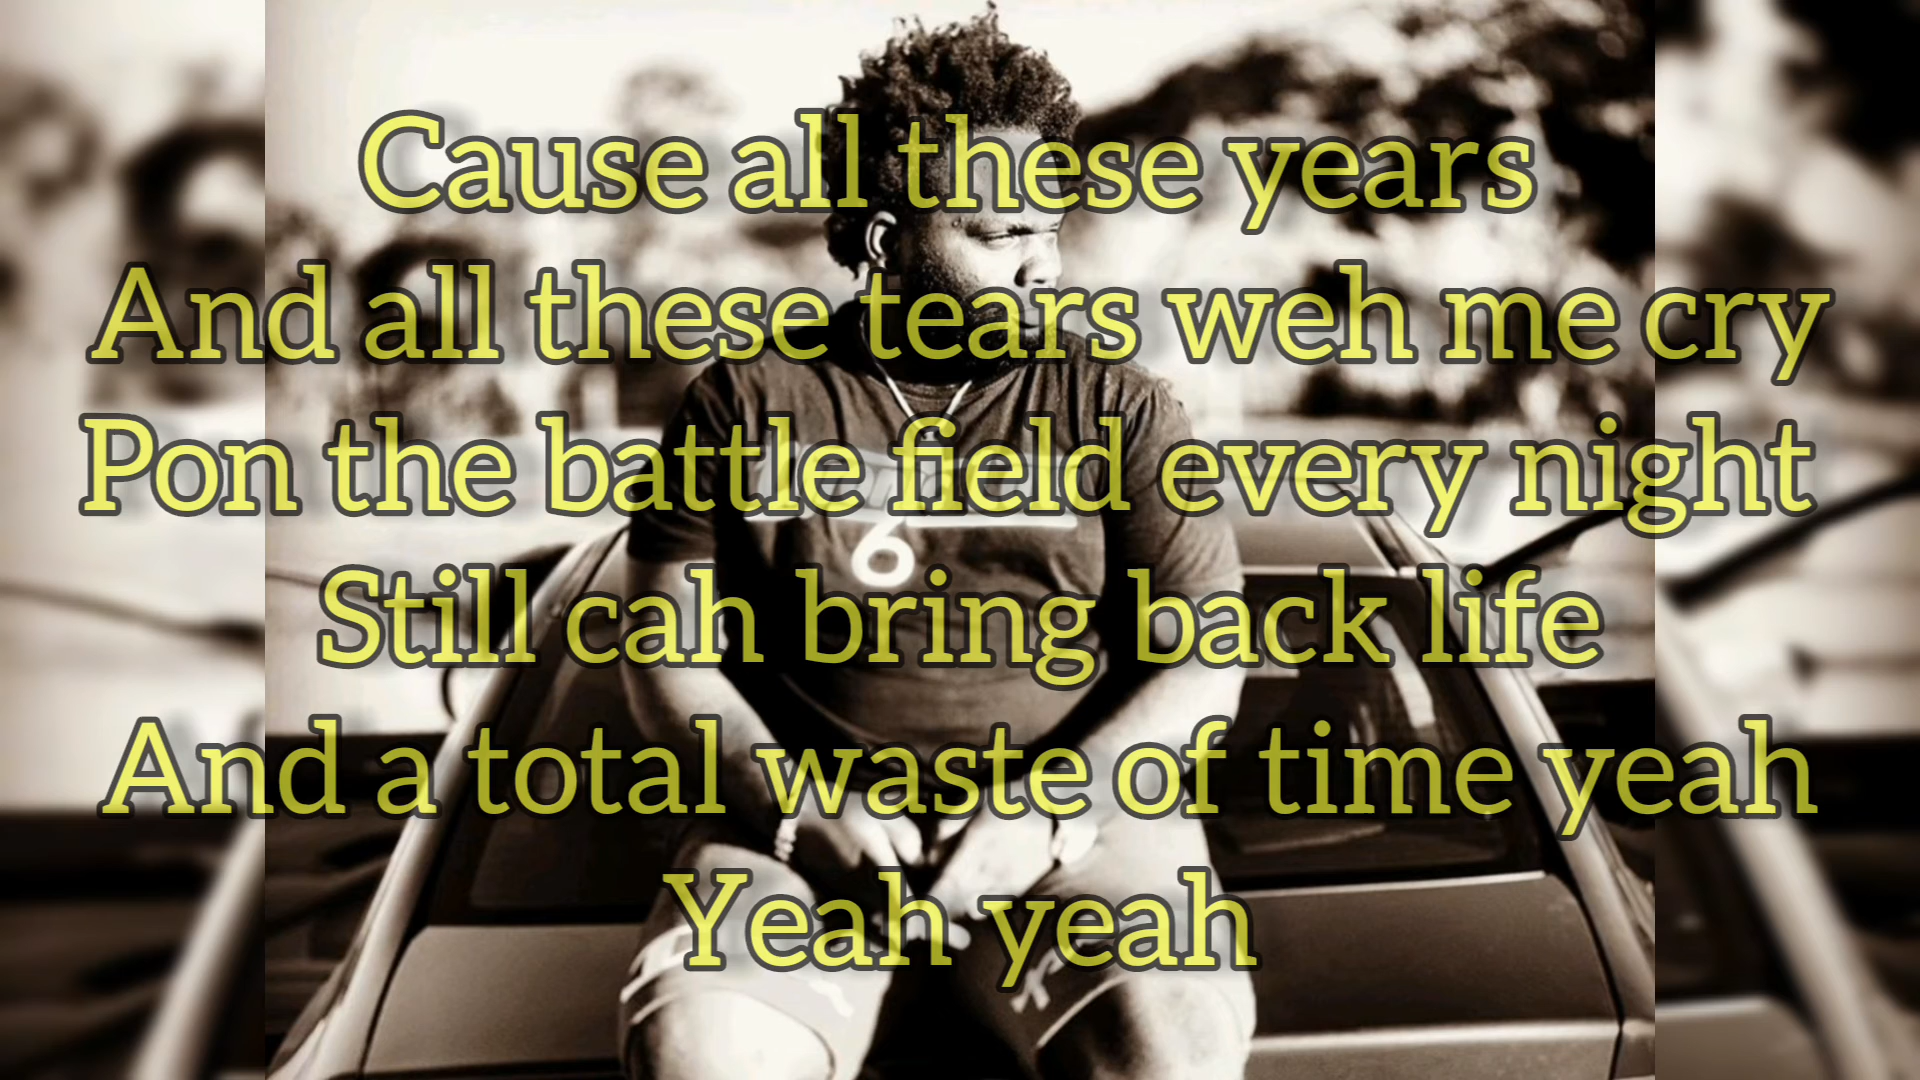 Cause all these years
And all these tears weh me cry
Pon the battle field every night
6
Still cah bring back life
And a total waste of time yeah
Yeah yeah